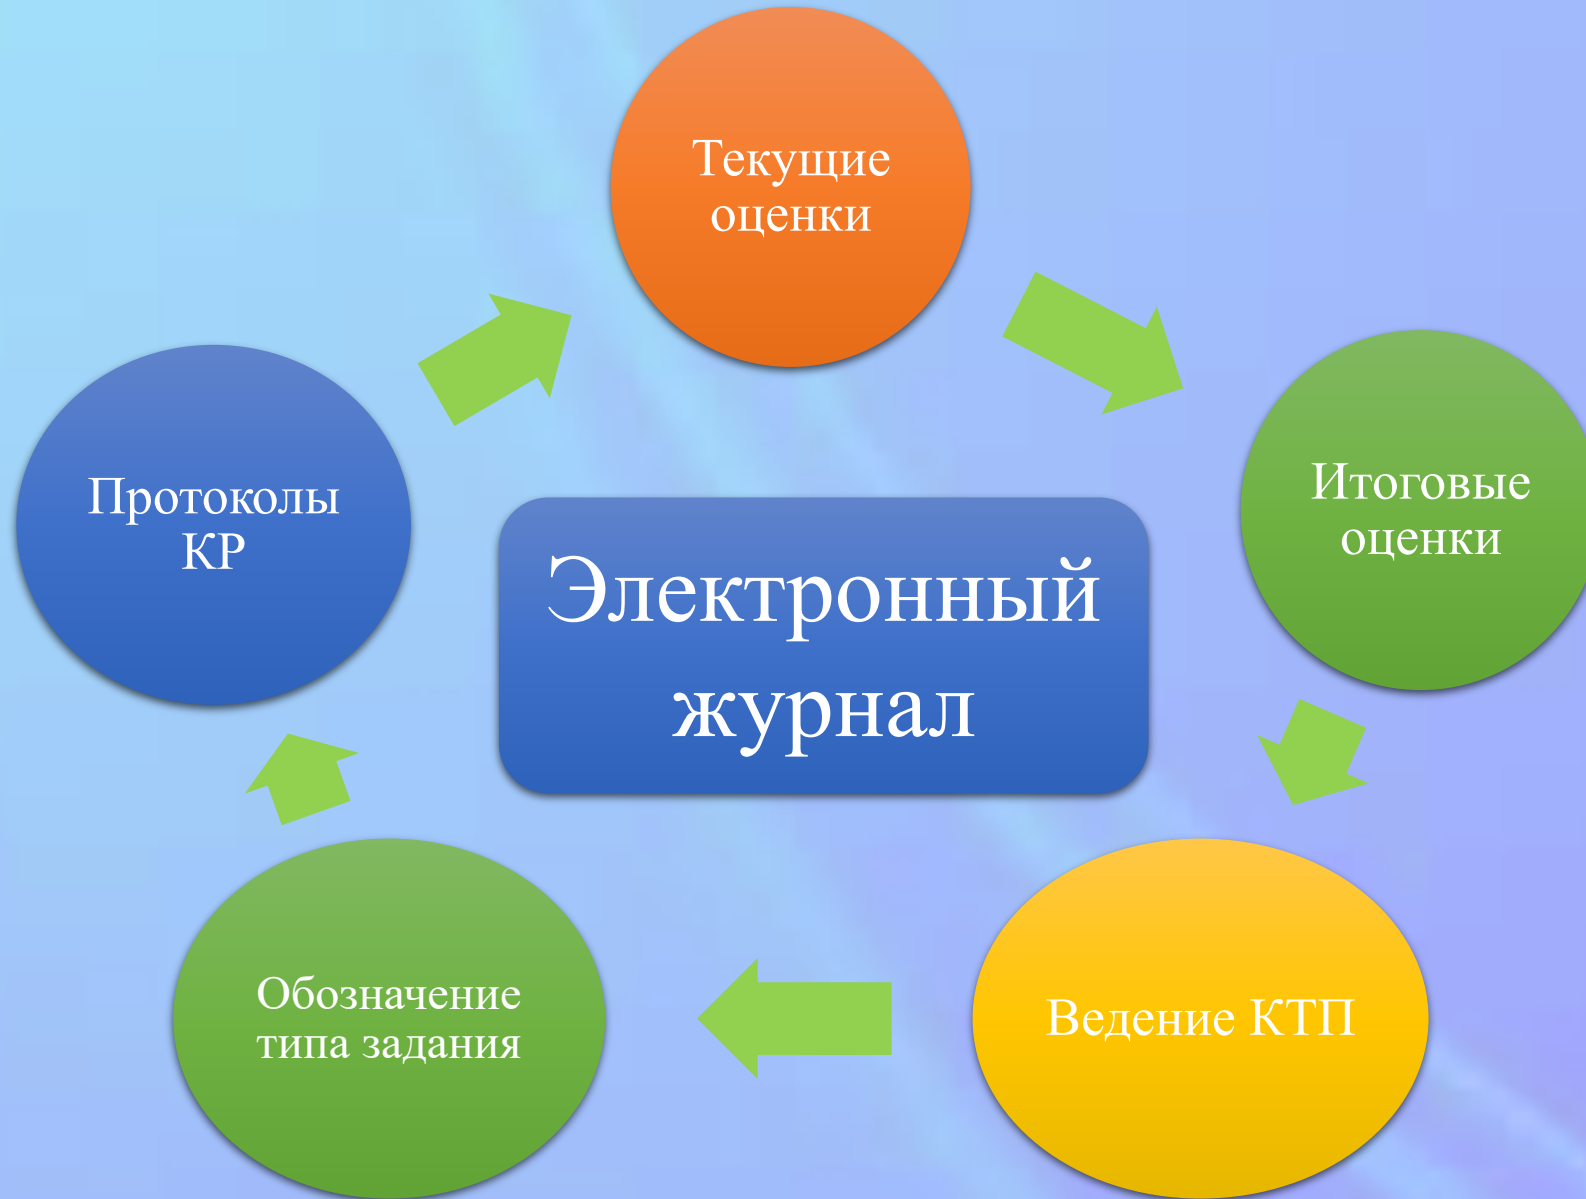 Текущие
оценки
Итоговые
оценки
Ведение КТП
Обозначение
типа задания
Протоколы
КР
Электронный
журнал